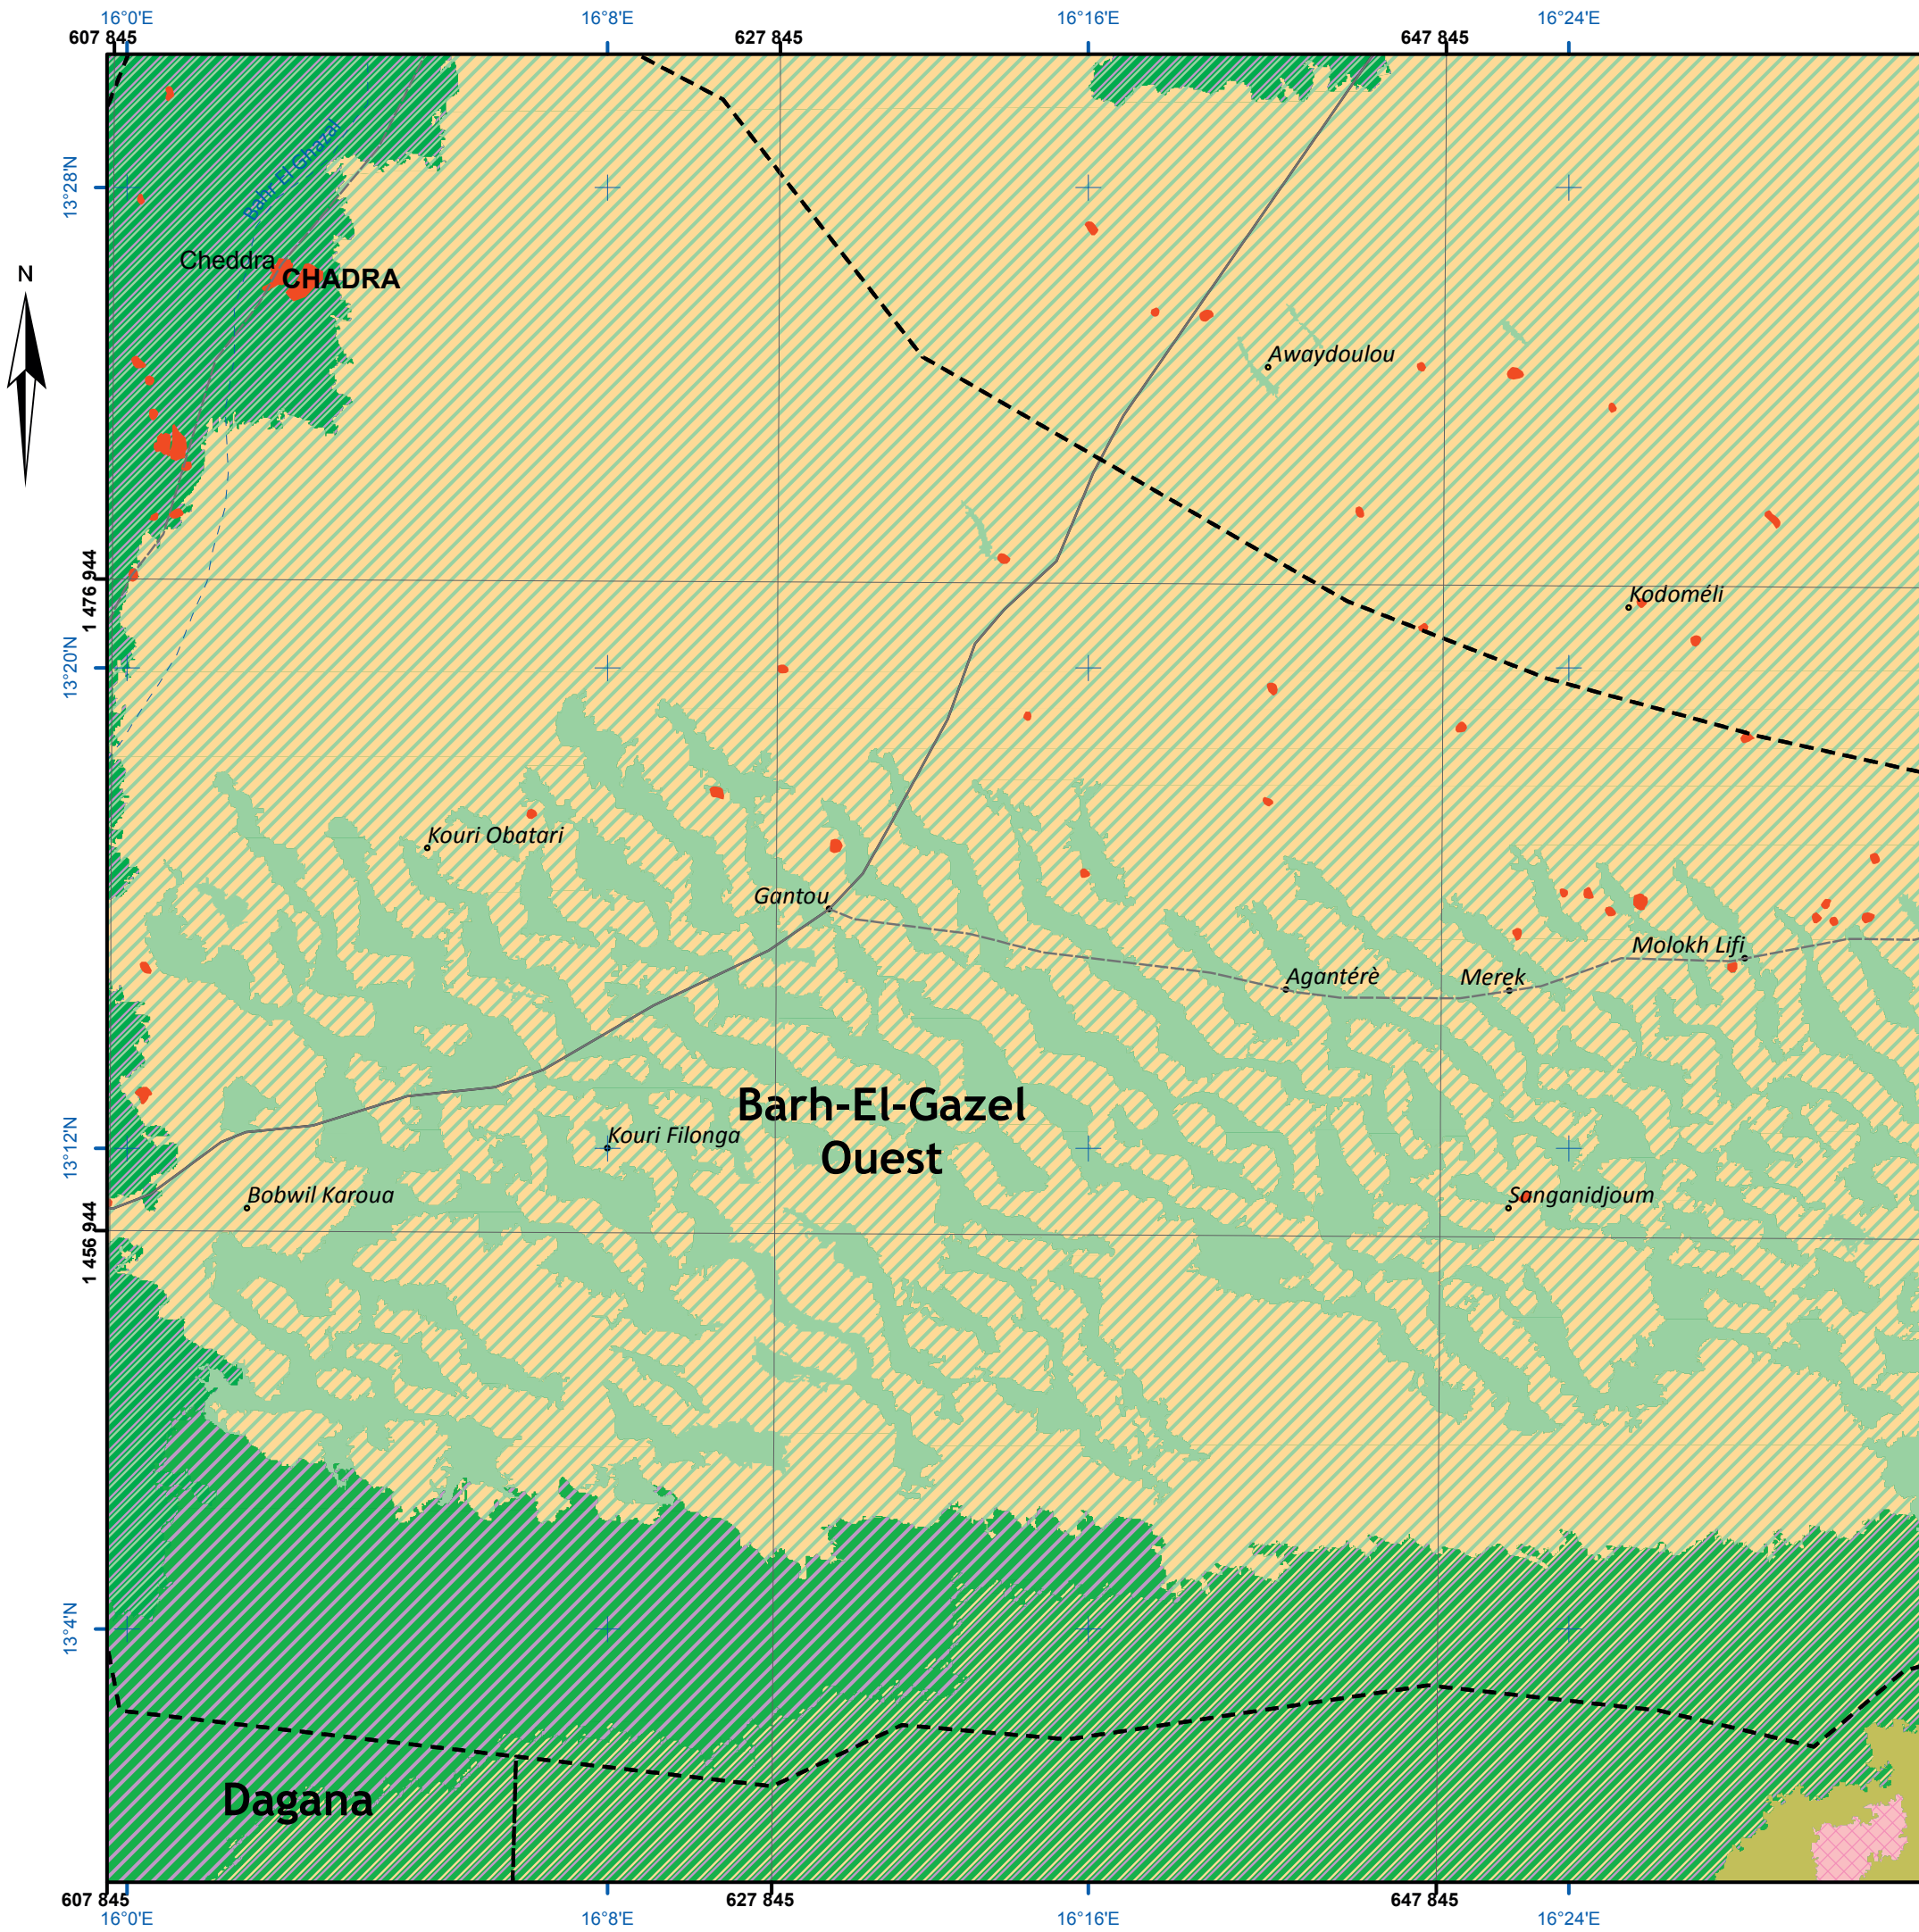 16°0'E 16°8'E 16°16'E 16°24'E
607 845 627 845 647 845
Bahr El Ghazal
13°28'N
Cheddra
CHADRA
N
Awaydoulou
1 476 944
Kodoméli
13°20'N
Kouri Obatari
Gantou
Molokh Lifi
Agantérè
Merek
Barh-El-Gazel
Ouest
Kouri Filonga
13°12'N
Bobwil Karoua
Sanganidjoum
1 456 944
13°4'N
Dagana
607 845 627 845 647 845
16°0'E 16°8'E 16°16'E 16°24'E